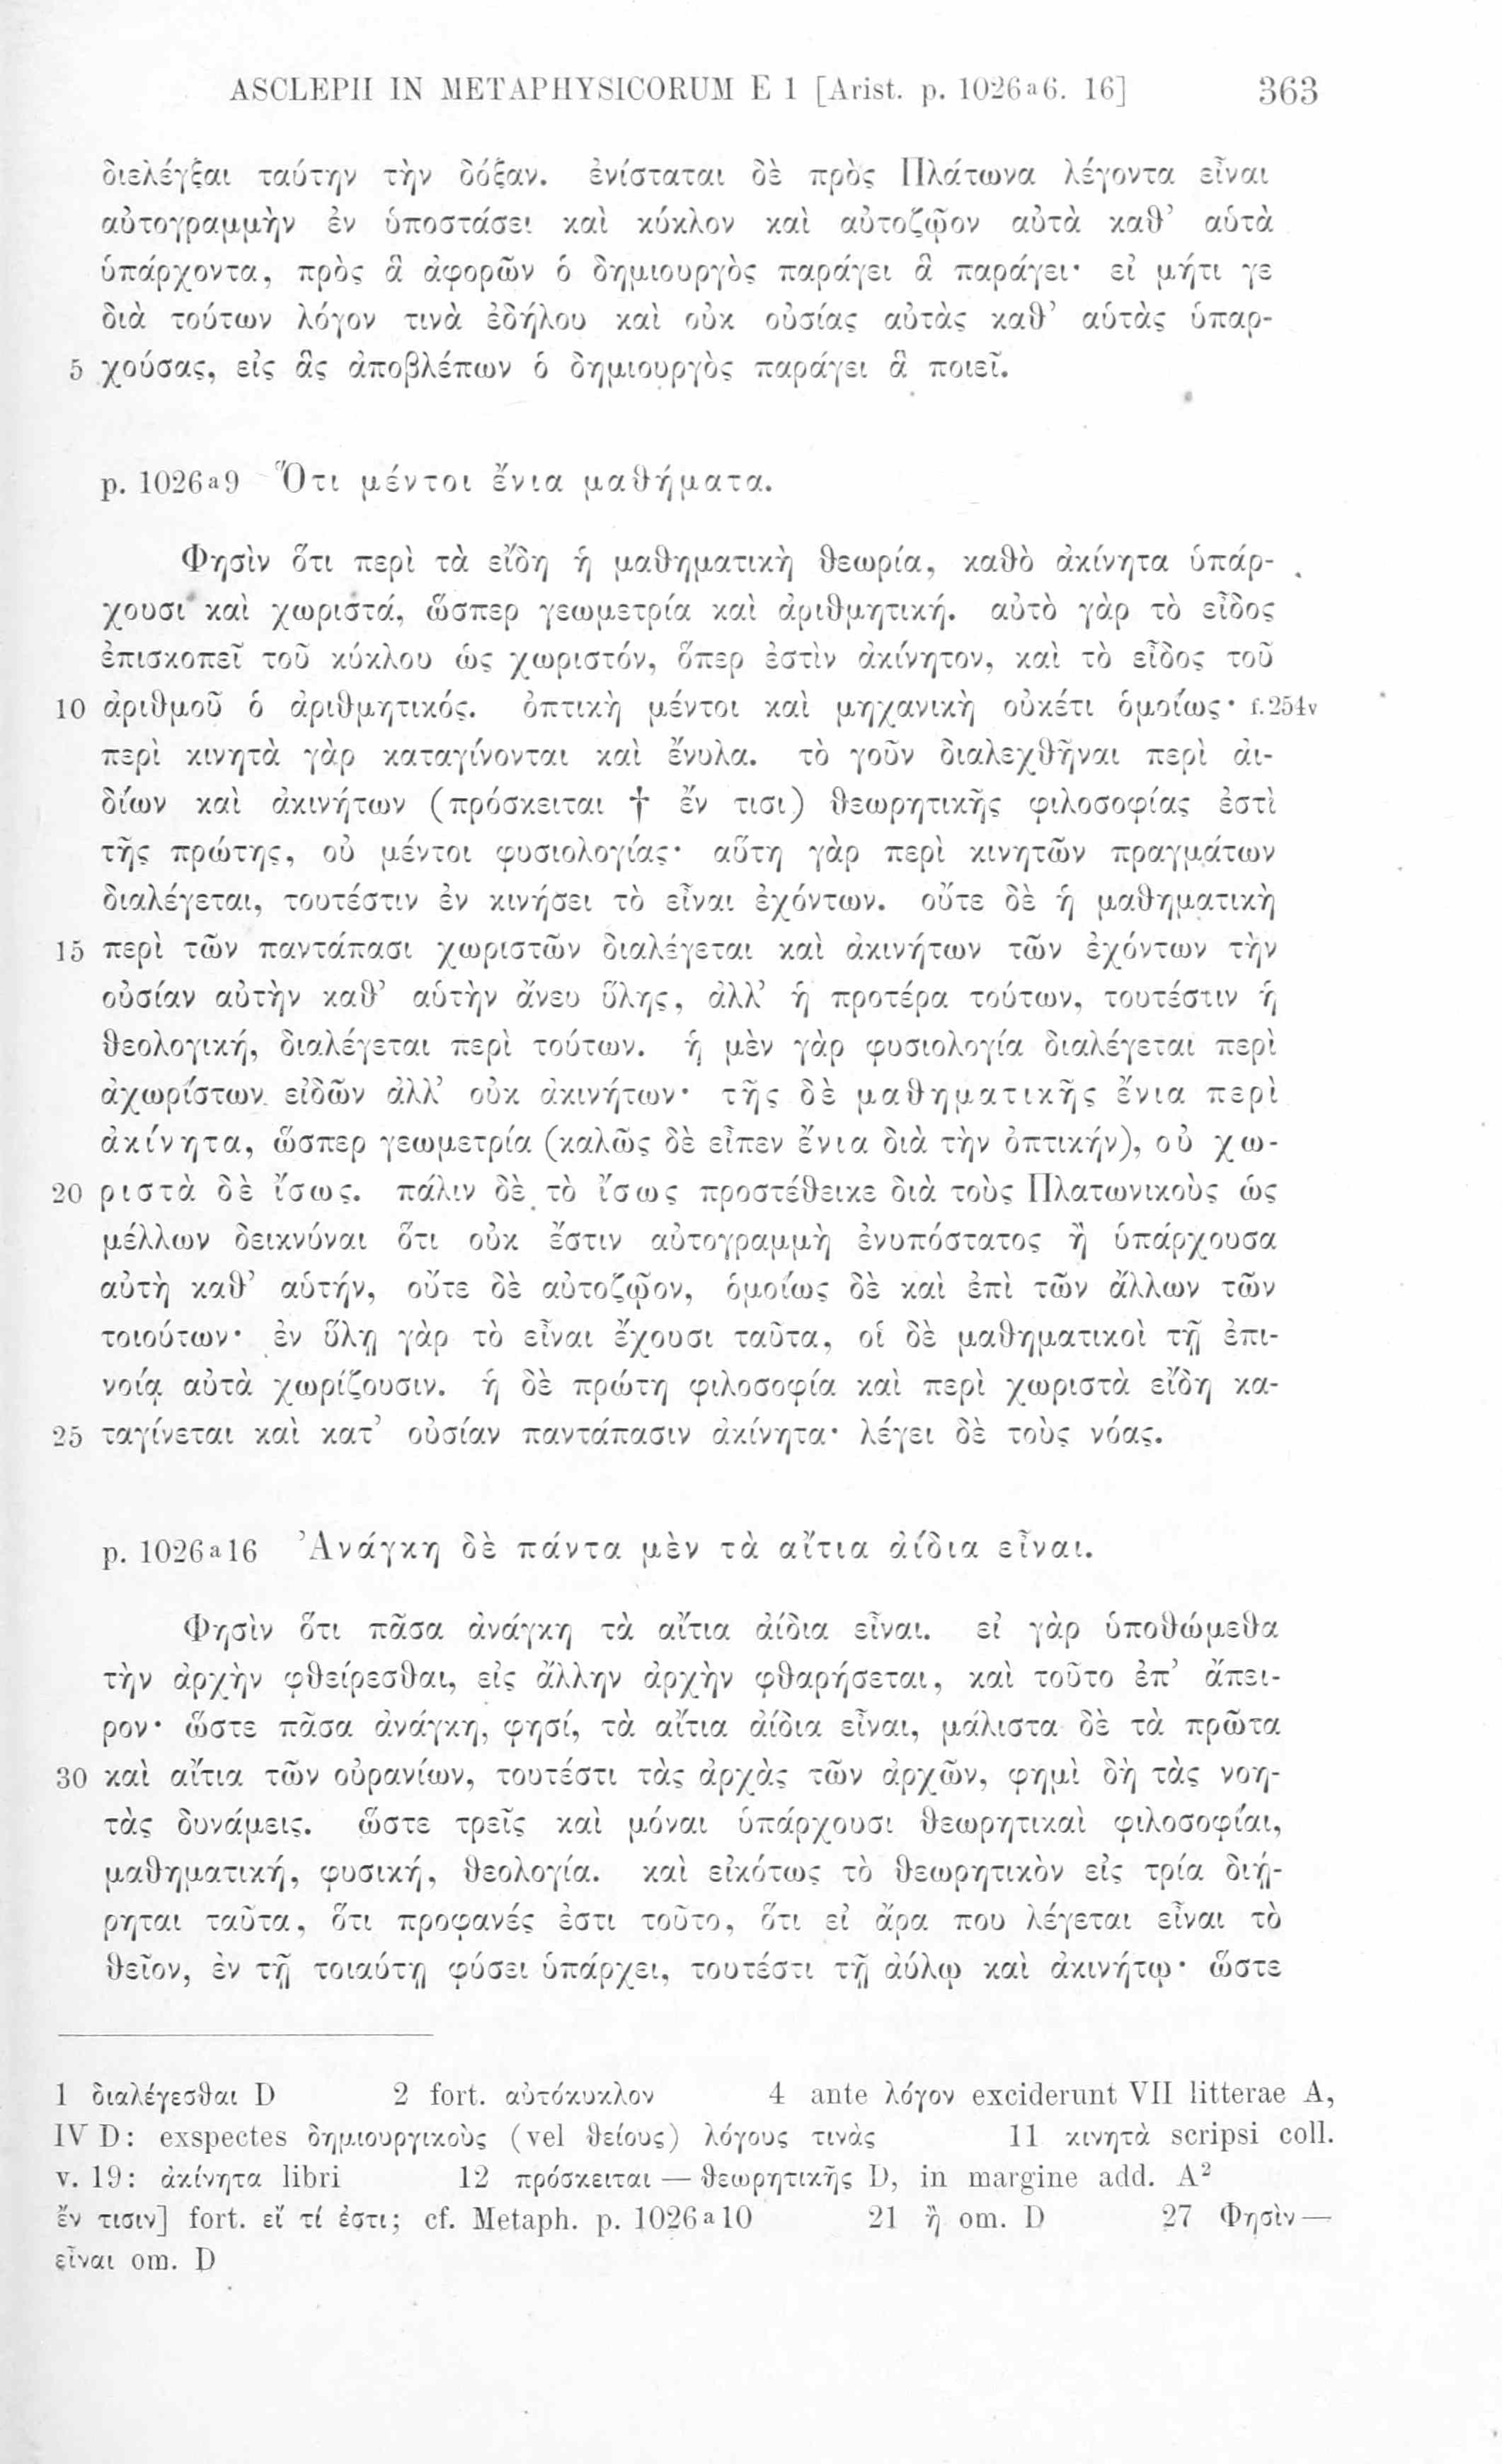 ASCLEPII IN METAPHYSICORUM E 1 [Arist. p. 1026a6. 16] 363
διελέγξαι ταύτην τὴν δόξαν. ἐνίσταται δὲ πρὸς Πλάτωνα λέγοντα εἶναι
αὐτογραμμὴν ἐν ὑποστάσει καὶ κύκλον καὶ αὐτοζῷον αὐτὰ καθ’ αὑτὰ
ὑπάρχοντα, πρὸς ἃ ἀφορῶν ὁ δημιουργὸς παράγει ἃ παράγει· εἰ μήτι γε
διὰ τούτων λόγον τινὰ ἐδήλου καὶ οὐκ οὐσίας αὐτὰς καθ’ αὑτὰς ὑπαρ-
5 χούσας, εἰς ἃς ἀποβλέπων ὁ δημιουργὸς παράγει ἃ ποιεῖ.
p. 1026a9 Ὅτι μέντοι ἔνια μαθήματα.
Φησὶν ὅτι περὶ τὰ εἴδη ἡ μαθηματικὴ θεωρία, καθὸ ἀκίνητα ὑπάρ-
χουσι καὶ χωριστά, ὥσπερ γεωμετρία καὶ ἀριθμητική. αὐτὸ γὰρ τὸ εἶδος
ἐπισκοπεῖ τοῦ κύκλου ὡς χωριστόν, ὅπερ ἐστὶν ἀκίνητον, καὶ τὸ εἶδος τοῦ
10 ἀριθμοῦ ὁ ἀριθμητικός. ὀπτικὴ μέντοι καὶ μηχανικὴ οὐκέτι ὁμοίως· f.254v
περὶ κινητὰ γὰρ καταγίνονται καὶ ἔνυλα. τὸ γοῦν διαλεχθῆναι περὶ ἀι-
δίων καὶ ἀκινήτων (πρόσκειται † ἔν τισι) θεωρητικῆς φιλοσοφίας ἐστὶ
τῆς πρώτης, οὐ μέντοι φυσιολογίας· αὕτη γὰρ περὶ κινητῶν πραγμάτων
διαλέγεται, τουτέστιν ἐν κινήσει τὸ εἶναι ἐχόντων. οὔτε δὲ ἡ μαθηματικὴ
15 περὶ τῶν παντάπασι χωριστῶν διαλέγεται καὶ ἀκινήτων τῶν ἐχόντων τὴν
οὐσίαν αὐτὴν καθ’ αὑτὴν ἄνευ ὕλης, ἀλλ’ ἡ προτέρα τούτων, τουτέστιν ἡ
θεολογική, διαλέγεται περὶ τούτων. ἡ μὲν γὰρ φυσιολογία διαλέγεται περὶ
ἀχωρίστων εἰδῶν ἀλλ’ οὐκ ἀκινήτων· τῆς δὲ μαθηματικῆς ἔνια περὶ
ἀκίνητα, ὥσπερ γεωμετρία (καλῶς δὲ εἶπεν ἔνια διὰ τὴν ὀπτικήν), οὐ χω-
20 ριστὰ δὲ ἴσως. πάλιν δὲ τὸ ἴσως προστέθεικε διὰ τοὺς Πλατωνικοὺς ὡς
μέλλων δεικνύναι ὅτι οὐκ ἔστιν αὐτογραμμὴ ἐνυπόστατος ἢ ὑπάρχουσα
αὐτὴ καθ’ αὑτήν, οὔτε δὲ αὐτοζῷον, ὁμοίως δὲ καὶ ἐπὶ τῶν ἄλλων τῶν
τοιούτων· ἐν ὕλῃ γὰρ τὸ εἶναι ἔχουσι ταῦτα, οἱ δὲ μαθηματικοὶ τῇ ἐπι-
νοίᾳ αὐτὰ χωρίζουσιν. ἡ δὲ πρώτη φιλοσοφία καὶ περὶ χωριστὰ εἴδη κα-
25 ταγίνεται καὶ κατ’ οὐσίαν παντάπασιν ἀκίνητα· λέγει δὲ τοὺς νόας.
p. 1026a16 Ἀνάγκη δὲ πάντα μὲν τὰ αἴτια ἀίδια εἶναι.
Φησὶν ὅτι πᾶσα ἀνάγκη τὰ αἴτια ἀίδια εἶναι. εἰ γὰρ ὑποθώμεθα
τὴν ἀρχὴν φθείρεσθαι, εἰς ἄλλην ἀρχὴν φθαρήσεται, καὶ τοῦτο ἐπ’ ἄπει-
ρον· ὥστε πᾶσα ἀνάγκη, φησί, τὰ αἴτια ἀίδια εἶναι, μάλιστα δὲ τὰ πρῶτα
30 καὶ αἴτια τῶν οὐρανίων, τουτέστι τὰς ἀρχὰς τῶν ἀρχῶν, φημὶ δὴ τὰς νοη-
τὰς δυνάμεις. ὥστε τρεῖς καὶ μόναι ὑπάρχουσι θεωρητικαὶ φιλοσοφίαι,
μαθηματική, φυσική, θεολογία. καὶ εἰκότως τὸ θεωρητικὸν εἰς τρία διῄ-
ρηται ταῦτα, ὅτι προφανές ἐστι τοῦτο, ὅτι εἰ ἄρα που λέγεται εἶναι τὸ
θεῖον, ἐν τῇ τοιαύτῃ φύσει ὑπάρχει, τουτέστι τῇ ἀύλῳ καὶ ἀκινήτῳ· ὥστε
1 διαλέγεσθαι D 2 fort. αὐτόκυκλον 4 ante λόγον exciderunt VII litterae A,
IV D: exspectes δημιουργικοὺς (vel θείους) λόγους τινάς 11 κινητὰ scripsi coll.
v. 19: ἀκίνητα libri 12 πρόσκειται — θεωρητικῆς D, in margine add. A²
ἔν τισιν] fort. εἴ τί ἐστι; cf. Metaph. p. 1026a10 21 ἢ om. D 27 Φησὶν —
εἶναι om. D